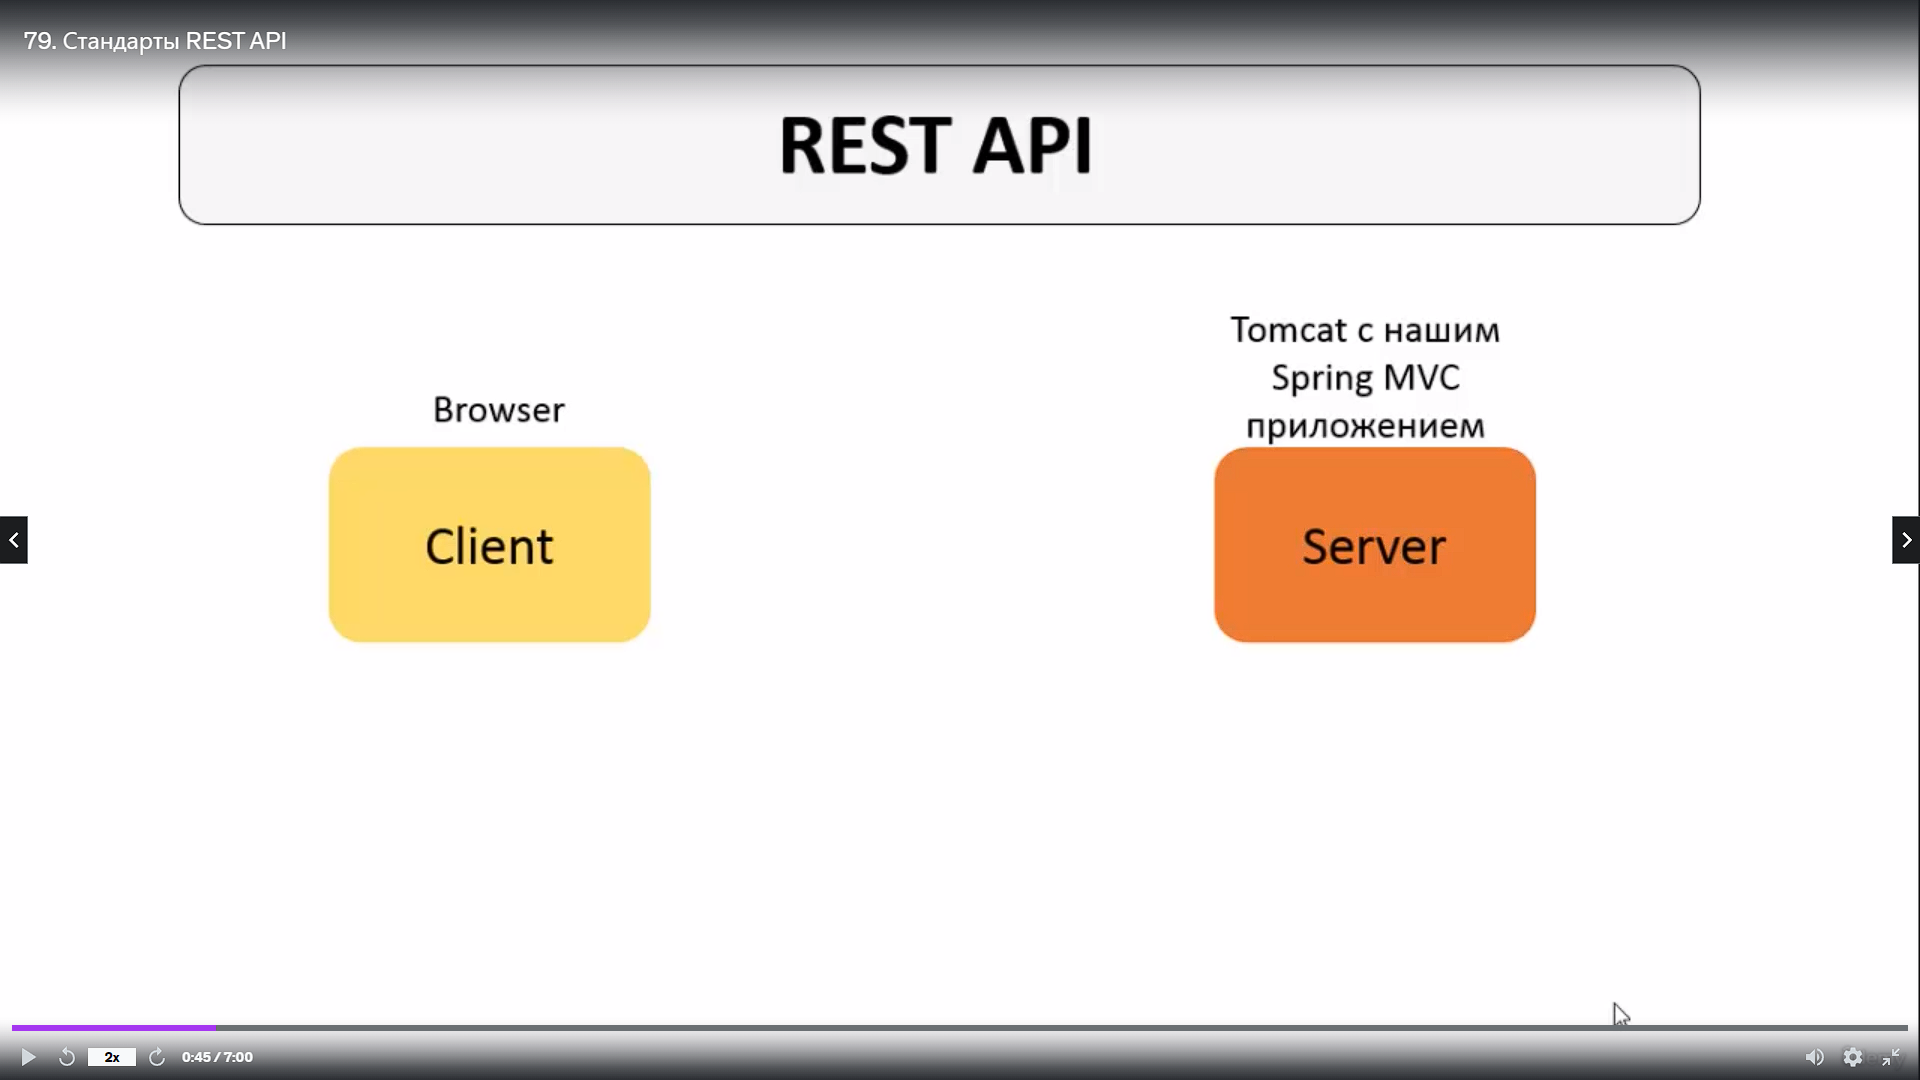 79. Стандарты REST API
REST API
Tomcat с нашим
Spring MVC
приложением
Browser
Client
Server
2x
0:45 / 7:00